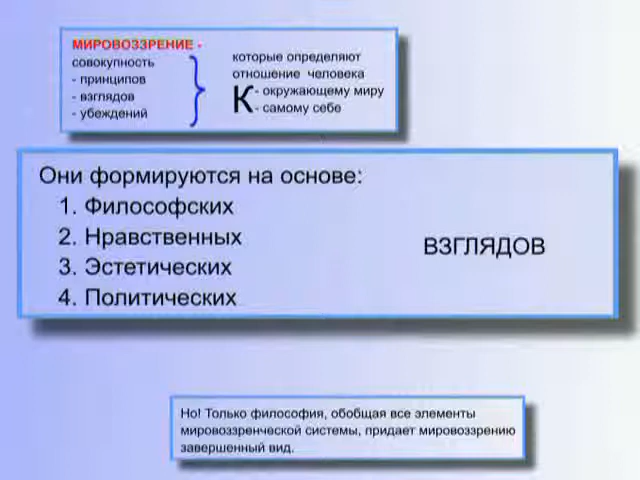 МИРОВОЗЗРЕНИЕ -
совокупность
- принципов
- взглядов
- убеждений
которые определяют
отношение человека
К - окружающему миру
- самому себе
Они формируются на основе:
1. Философских
2. Нравственных
3. Эстетических
4. Политических
ВЗГЛЯДОВ
Но! Только философия, обобщая все элементы
мировоззренческой системы, придает мировоззрению
завершенный вид.